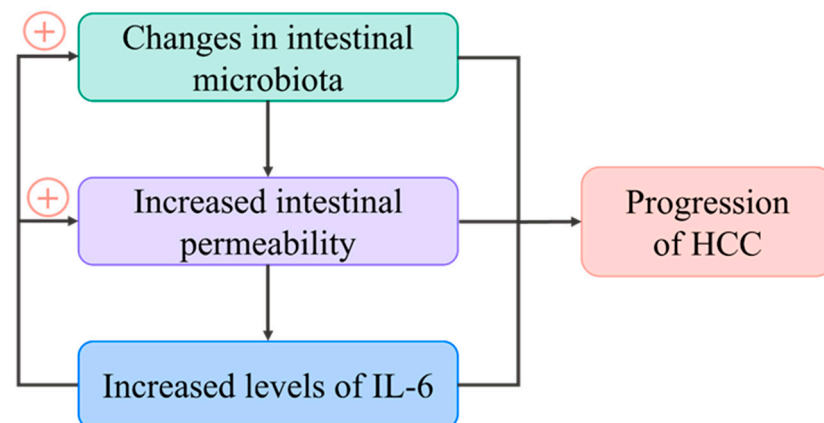 Changes in intestinal
microbiota
Increased intestinal
permeability
Increased levels of IL-6
Progression
of HCC